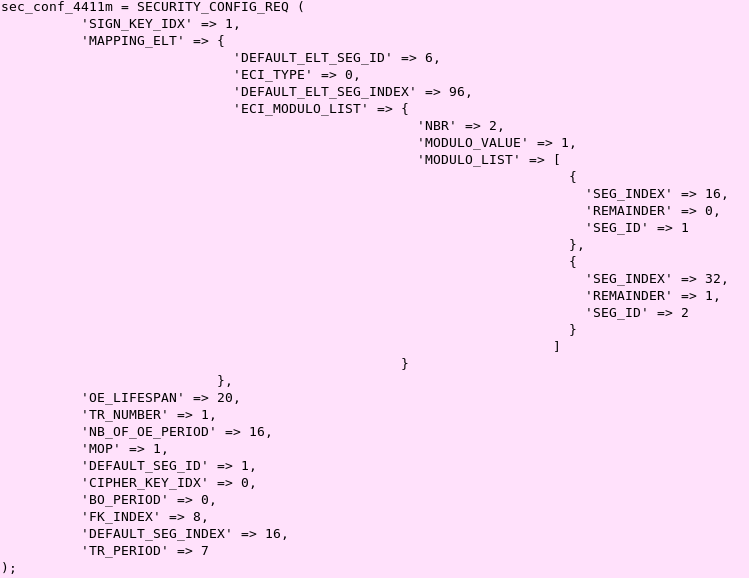 sec_conf_4411m = SECURITY_CONFIG_REQ (
'SIGN_KEY_IDX' => 1,
'MAPPING_ELT' => {
'DEFAULT_ELT_SEG_ID' => 6,
'ECI_TYPE' => 0,
'DEFAULT_ELT_SEG_INDEX' => 96,
'ECI_MODULO_LIST' => {
'NBR' => 2,
'MODULO_VALUE' => 1,
'MODULO_LIST' => [
{
'SEG_INDEX' => 16,
'REMAINDER' => 0,
'SEG_ID' => 1
},
{
'SEG_INDEX' => 32,
'REMAINDER' => 1,
'SEG_ID' => 2
}
]
}
},
'OE_LIFESPAN' => 20,
'TR_NUMBER' => 1,
'NB_OF_OE_PERIOD' => 16,
'MOP' => 1,
'DEFAULT_SEG_ID' => 1,
'CIPHER_KEY_IDX' => 0,
'BO_PERIOD' => 0,
'FK_INDEX' => 8,
'DEFAULT_SEG_INDEX' => 16,
'TR_PERIOD' => 7
);